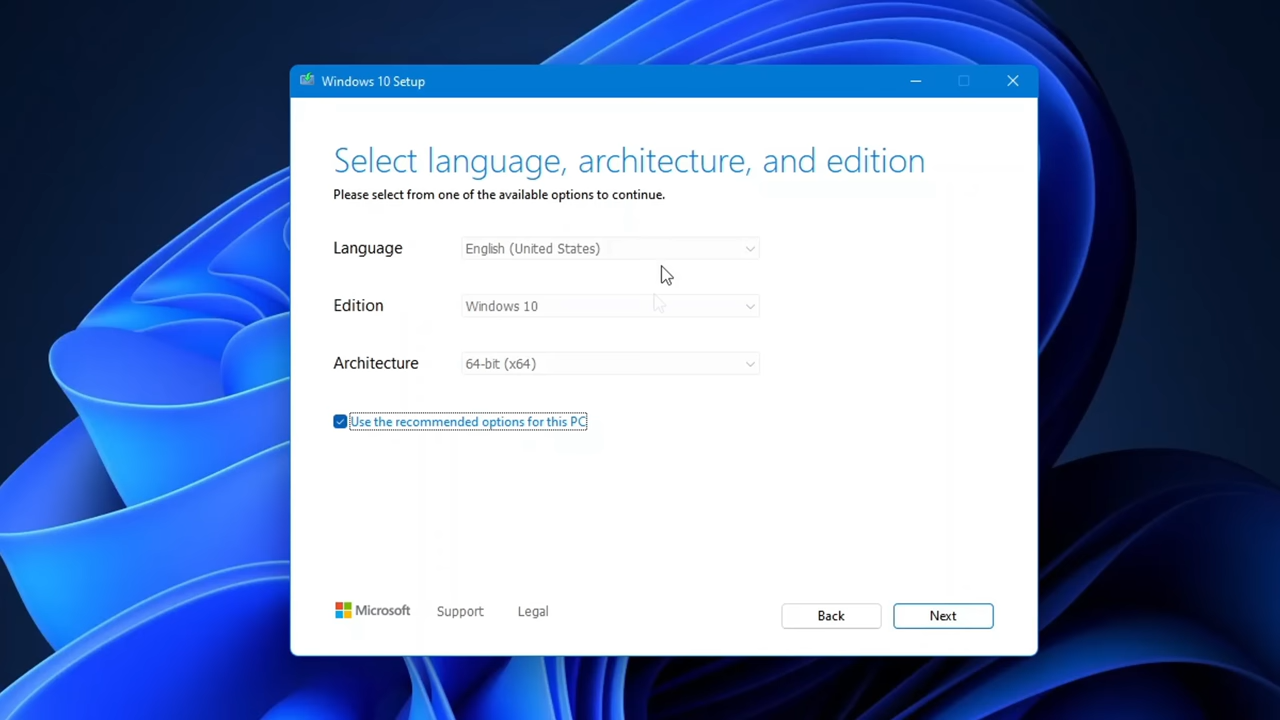 Windows 10 Setup
Select language, architecture, and edition
Please select from one of the available options to continue.
Language English (United States)
Edition Windows 10
Architecture 64-bit (x64)
Use the recommended options for this PC
Microsoft Support Legal Back Next